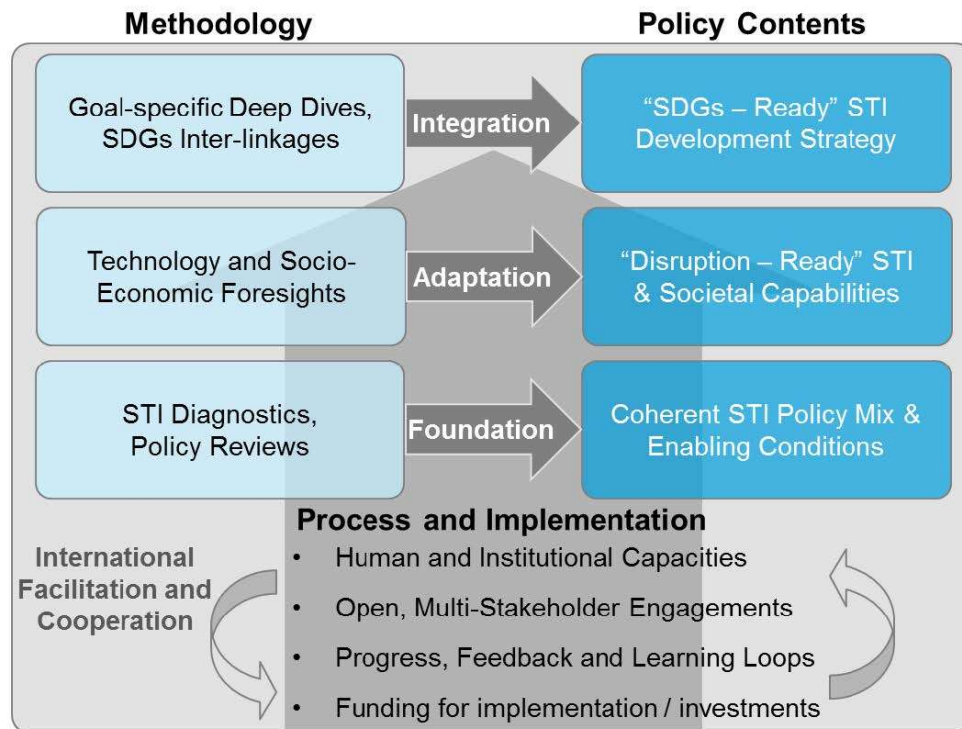 Methodology
Policy Contents
Goal-specific Deep Dives,
SDGs Inter-linkages
Integration
“SDGs – Ready” STI
Development Strategy
Technology and Socio-
Economic Foresights
Adaptation
“Disruption – Ready” STI
& Societal Capabilities
STI Diagnostics,
Policy Reviews
Foundation
Coherent STI Policy Mix &
Enabling Conditions
Process and Implementation
International
Facilitation and
Cooperation
• Human and Institutional Capacities
• Open, Multi-Stakeholder Engagements
• Progress, Feedback and Learning Loops
• Funding for implementation / investments